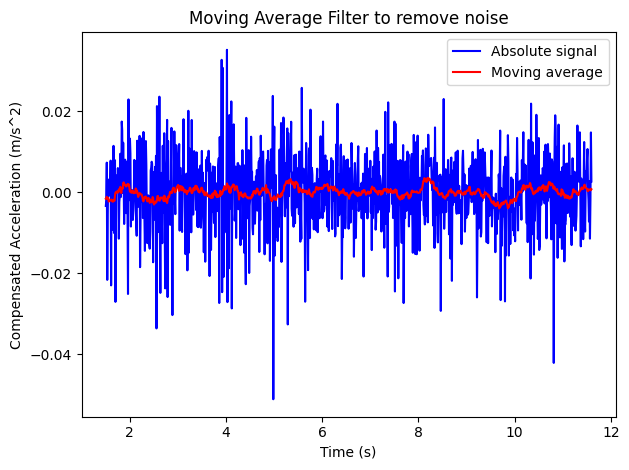 Moving Average Filter to remove noise
Absolute signal
Moving average
Compensated Acceleration (m/s^2)
0.02
0.00
−0.02
−0.04
2
4
6
8
10
12
Time (s)